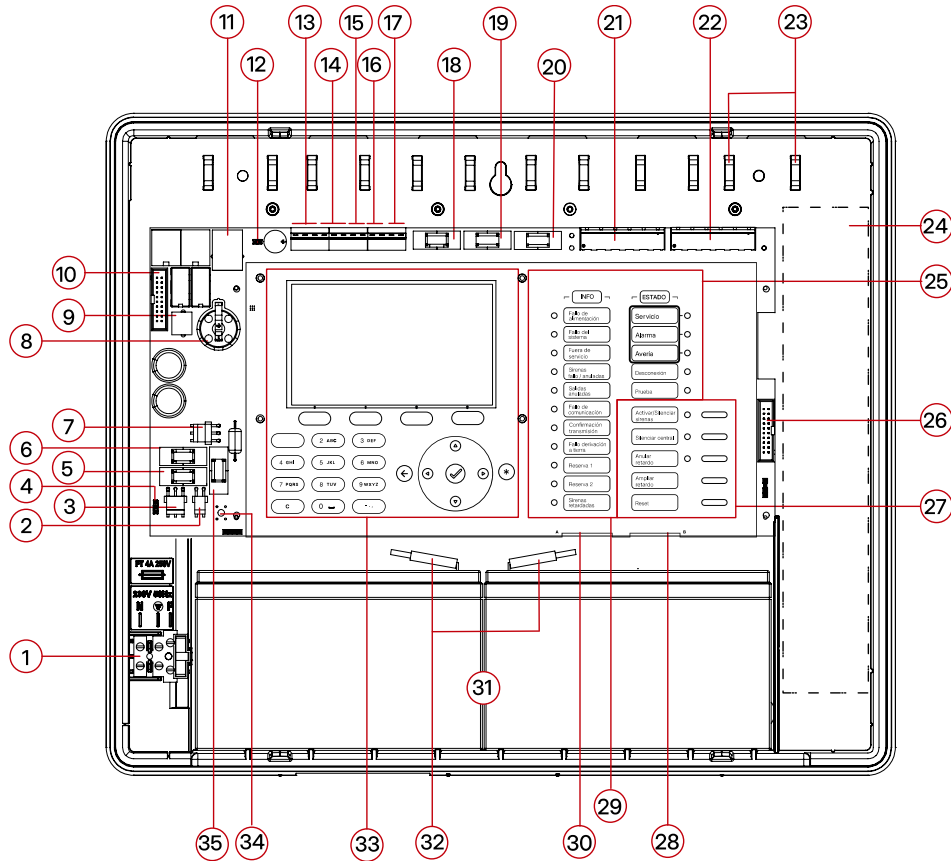 11
13
15
17
19
21
22
23
12
14
16
18
20
24
10
9
8
7
6
5
4
3
2
1
25
26
27
INFO
ESTADO
Fallo de
alimentación
Fallo del
sistema
Fuera de
servicio
Sirenas
fallo / anuladas
Salidas
anuladas
Fallo de
comunicación
Confirmación
transmisión
Fallo derivación
a tierra
Reserva 1
Reserva 2
Sirenas
retardadas
Servicio
Alarma
Avería
Desconexión
Prueba
Activar/Silenciar
sirenas
Silenciar central
Anular
retardo
Ampliar
retardo
Reset
2 ABC
3 DEF
4 GHI
5 JKL
6 MNO
7 PQRS
8 TUV
9 WXYZ
C
0
*
A
B
FT 4A 250V
230V 50Hz
N
P
31
35
34
33
32
30
29
28